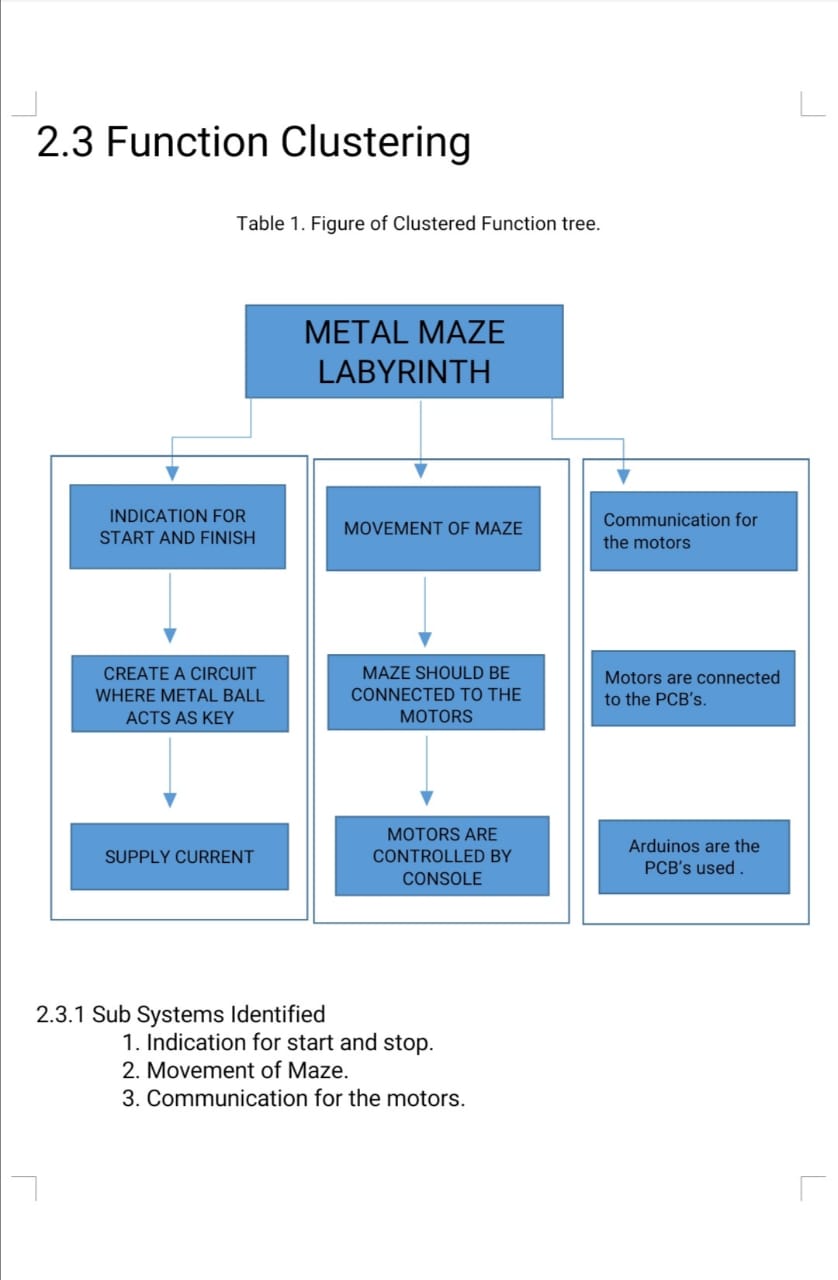 2.3 Function Clustering
Table 1. Figure of Clustered Function tree.
METAL MAZE
LABYRINTH
INDICATION FOR
START AND FINISH
CREATE A CIRCUIT
WHERE METAL BALL
ACTS AS KEY
SUPPLY CURRENT
MOVEMENT OF MAZE
MAZE SHOULD BE
CONNECTED TO THE
MOTORS
MOTORS ARE
CONTROLLED BY
CONSOLE
Communication for
the motors
Motors are connected
to the PCB’s.
Arduinos are the
PCB’s used .
2.3.1 Sub Systems Identified
1. Indication for start and stop.
2. Movement of Maze.
3. Communication for the motors.